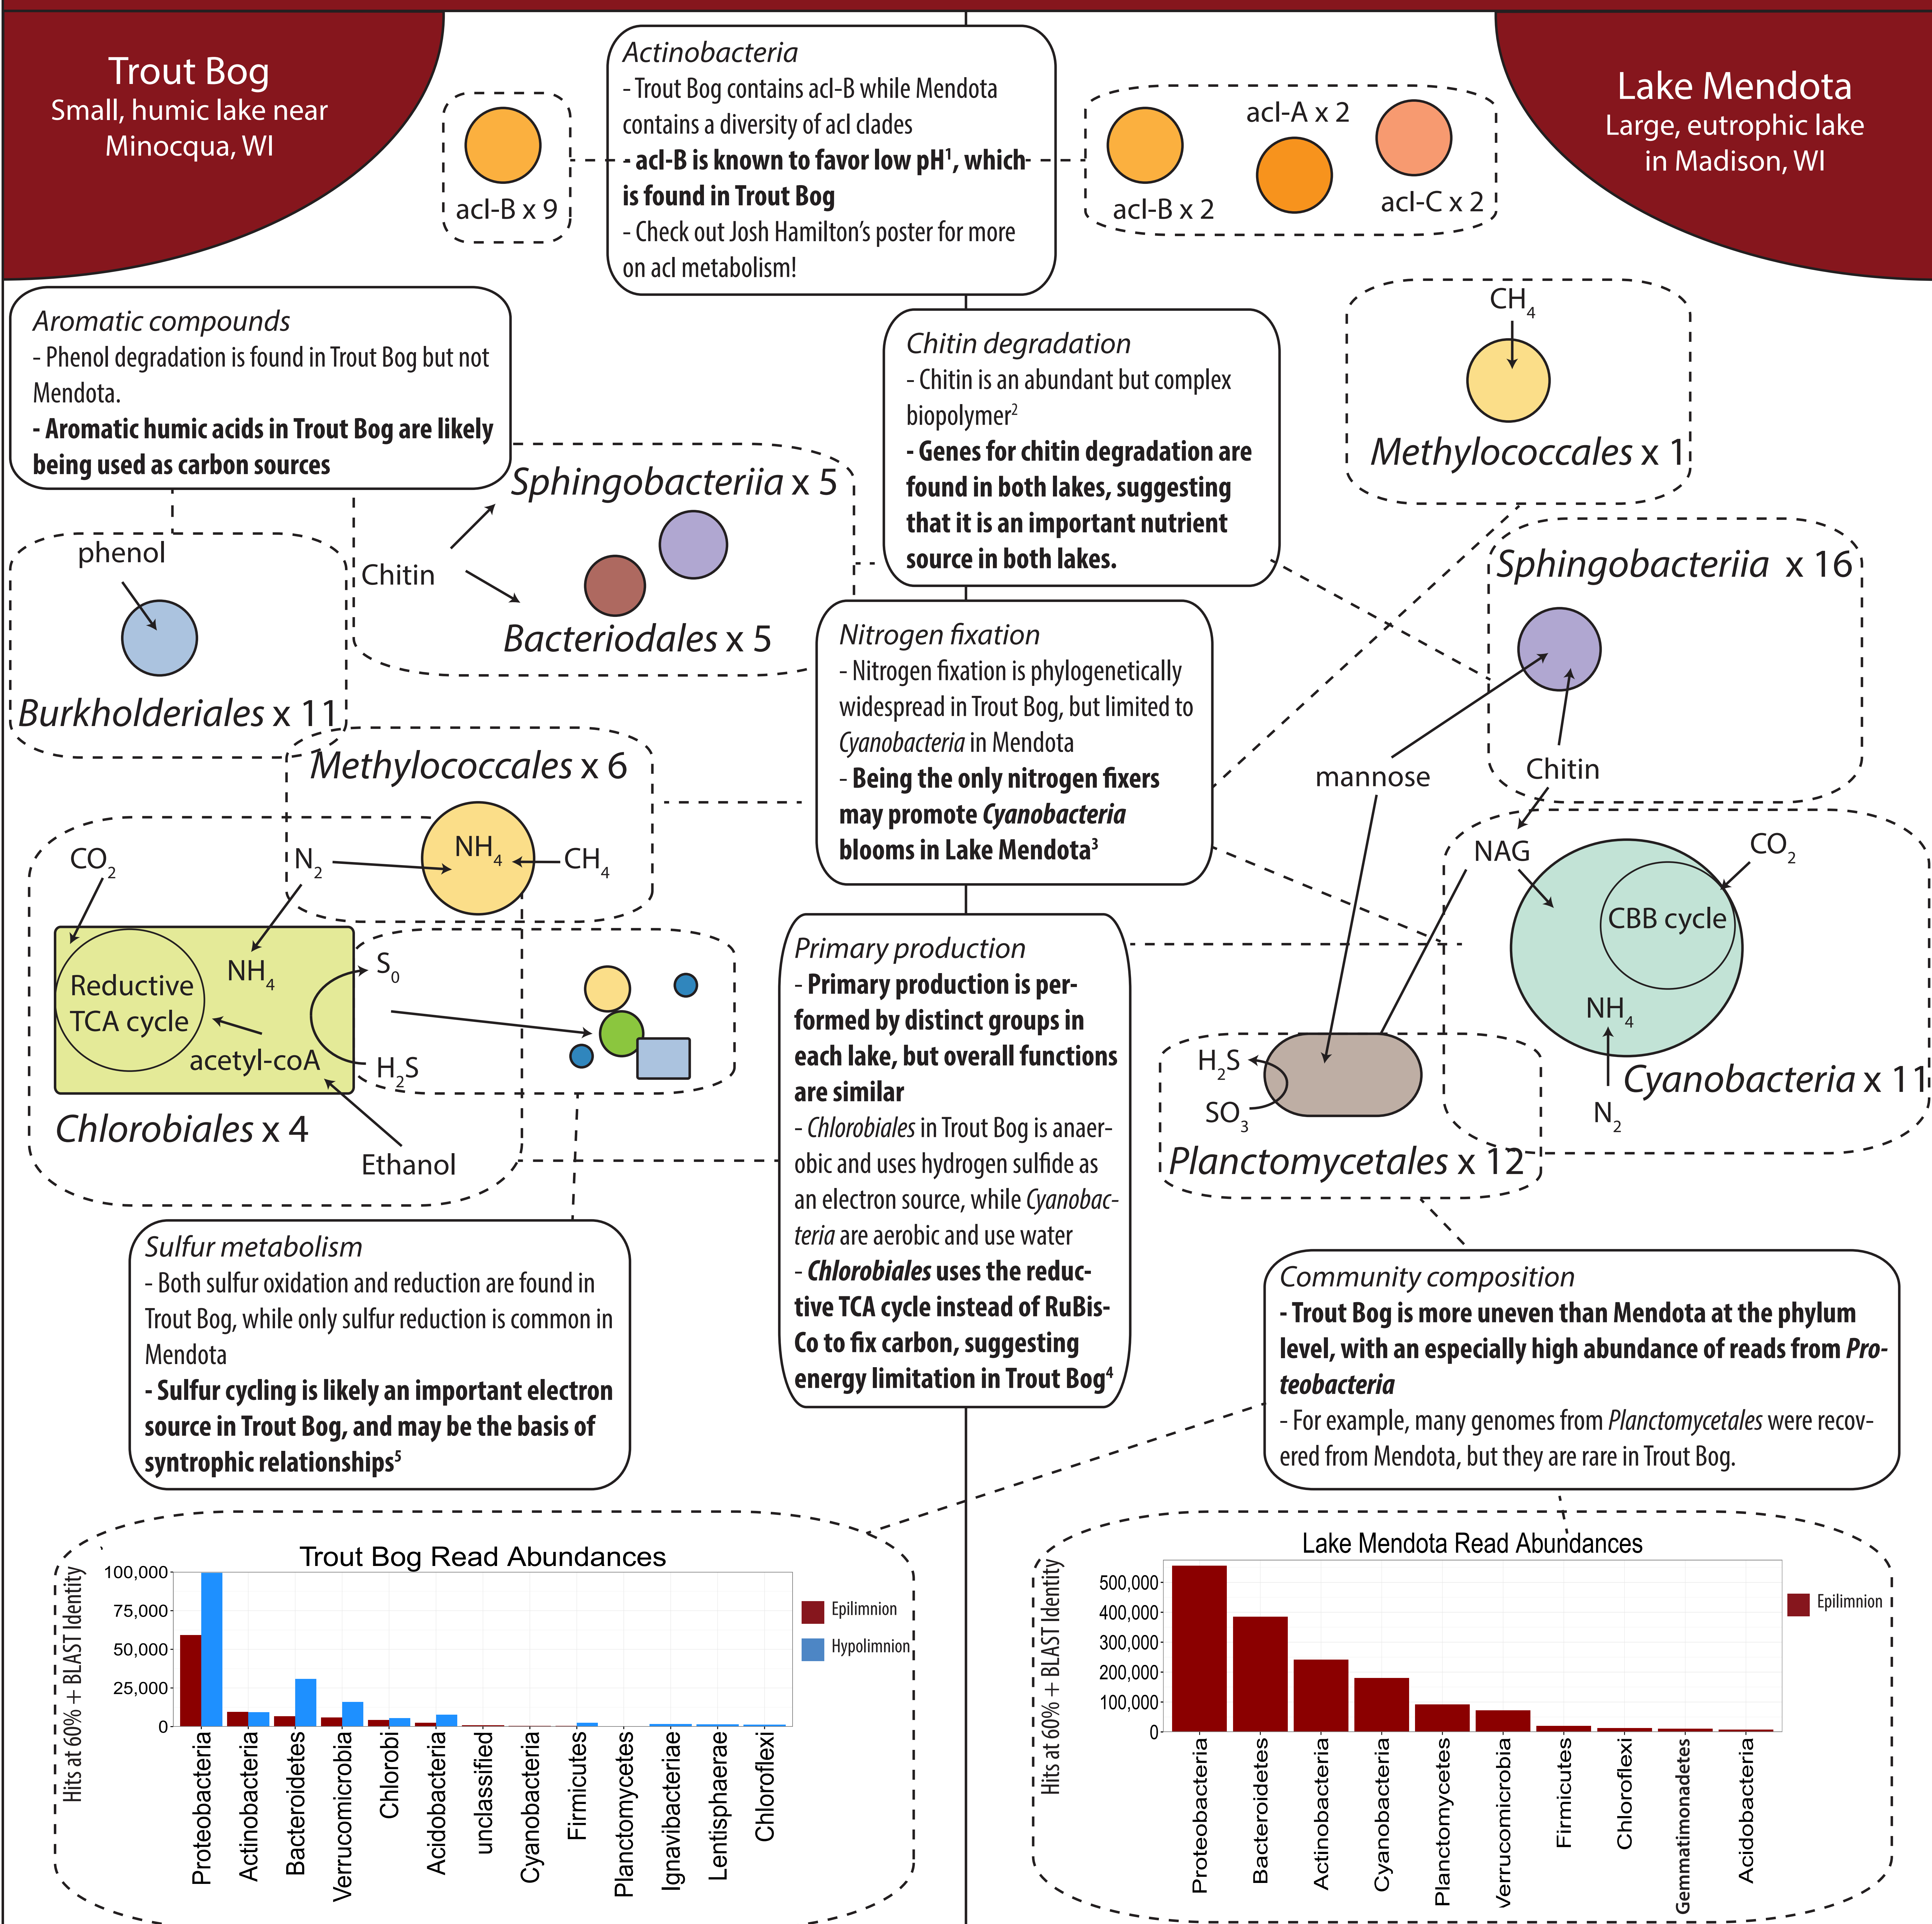 Trout Bog
Small, humic lake near
Minocqua, WI
Actinobacteria
- Trout Bog contains acI-B while Mendota
contains a diversity of acI clades
- acI-B is known to favor low pH¹, which
is found in Trout Bog
- Check out Josh Hamilton's poster for more
on acI metabolism!
acI-B x 9
acI-B x 2
acI-A x 2
acI-C x 2
Lake Mendota
Large, eutrophic lake
in Madison, WI
Aromatic compounds
- Phenol degradation is found in Trout Bog but not
Mendota.
- Aromatic humic acids in Trout Bog are likely
being used as carbon sources
Chitin degradation
- Chitin is an abundant but complex
biopolymer²
- Genes for chitin degradation are
found in both lakes, suggesting
that it is an important nutrient
source in both lakes.
CH₄
Methylococcales x 1
Sphingobacteriia x 5
Chitin
Bacteriodales x 5
phenol
Burkholderiales x 11
Sphingobacteriia x 16
mannose
Chitin
Nitrogen fixation
- Nitrogen fixation is phylogenetically
widespread in Trout Bog, but limited to
Cyanobacteria in Mendota
- Being the only nitrogen fixers
may promote Cyanobacteria
blooms in Lake Mendota³
Methylococcales x 6
CO₂
N₂
NH₄
CH₄
Reductive
TCA cycle
NH₄
acetyl-coA
S₀
H₂S
Chlorobiales x 4
Ethanol
NAG
CO₂
CBB cycle
NH₄
N₂
Cyanobacteria x 11
H₂S
SO₃
Planctomycetales x 12
Primary production
- Primary production is per-
formed by distinct groups in
each lake, but overall functions
are similar
- Chlorobiales in Trout Bog is anaer-
obic and uses hydrogen sulfide as
an electron source, while Cyanobac-
teria are aerobic and use water
- Chlorobiales uses the reduc-
tive TCA cycle instead of RuBis-
Co to fix carbon, suggesting
energy limitation in Trout Bog⁴
Sulfur metabolism
- Both sulfur oxidation and reduction are found in
Trout Bog, while only sulfur reduction is common in
Mendota
- Sulfur cycling is likely an important electron
source in Trout Bog, and may be the basis of
syntrophic relationships⁵
Community composition
- Trout Bog is more uneven than Mendota at the phylum
level, with an especially high abundance of reads from Pro-
teobacteria
- For example, many genomes from Planctomycetales were recov-
ered from Mendota, but they are rare in Trout Bog.
Trout Bog Read Abundances
Hits at 60% + BLAST Identity
100,000
75,000
50,000
25,000
0
Proteobacteria
Actinobacteria
Bacteroidetes
Verrucomicrobia
Chlorobi
Acidobacteria
unclassified
Cyanobacteria
Firmicutes
Planctomycetes
Ignavibacteriae
Lentisphaerae
Chloroflexi
Epilimnion
Hypolimnion
Lake Mendota Read Abundances
Hits at 60% + BLAST Identity
500,000
400,000
300,000
200,000
100,000
0
Proteobacteria
Bacteroidetes
Actinobacteria
Cyanobacteria
Planctomycetes
Verrucomicrobia
Firmicutes
Chloroflexi
Gemmatimonadetes
Acidobacteria
Epilimnion